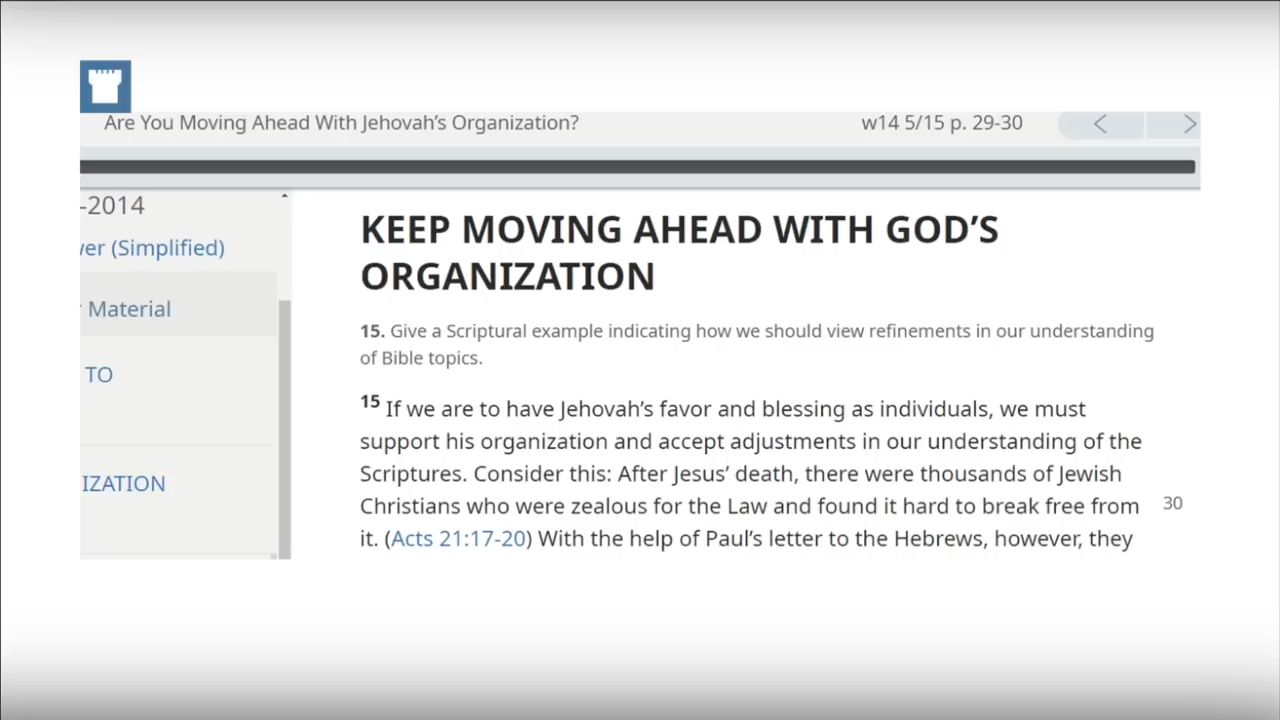 Are You Moving Ahead With Jehovah's Organization?
w14 5/15 p. 29-30
-2014
(Simplified)
Material
TO
IZATION
KEEP MOVING AHEAD WITH GOD'S
ORGANIZATION
15. Give a Scriptural example indicating how we should view refinements in our understanding
of Bible topics.
15 If we are to have Jehovah's favor and blessing as individuals, we must
support his organization and accept adjustments in our understanding of the
Scriptures. Consider this: After Jesus' death, there were thousands of Jewish
Christians who were zealous for the Law and found it hard to break free from
30
it. (Acts 21:17-20) With the help of Paul's letter to the Hebrews, however, they